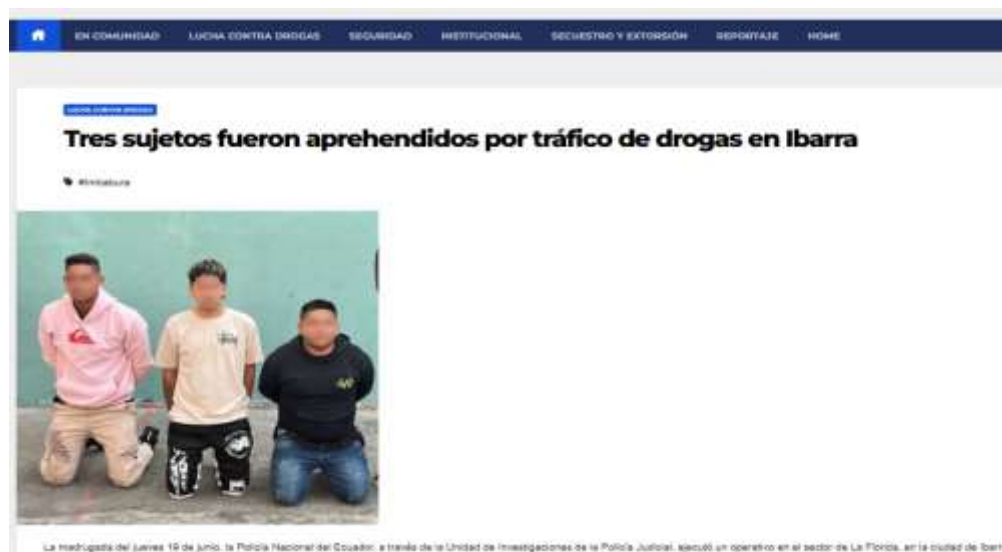 EN COMUNIDAD LUCHA CONTRA DROGAS SEGURIDAD INSTITUCIONAL SECUESTRO Y EXTORSIÓN REPORTAJE HOME
LUCHA CONTRA DROGAS
Tres sujetos fueron aprehendidos por tráfico de drogas en Ibarra
#Imbabura
La madrugada del jueves 19 de junio, la Policía Nacional del Ecuador, a través de la Unidad de Investigaciones de la Policía Judicial, ejecutó un operativo en el sector de La Florida, en la ciudad de